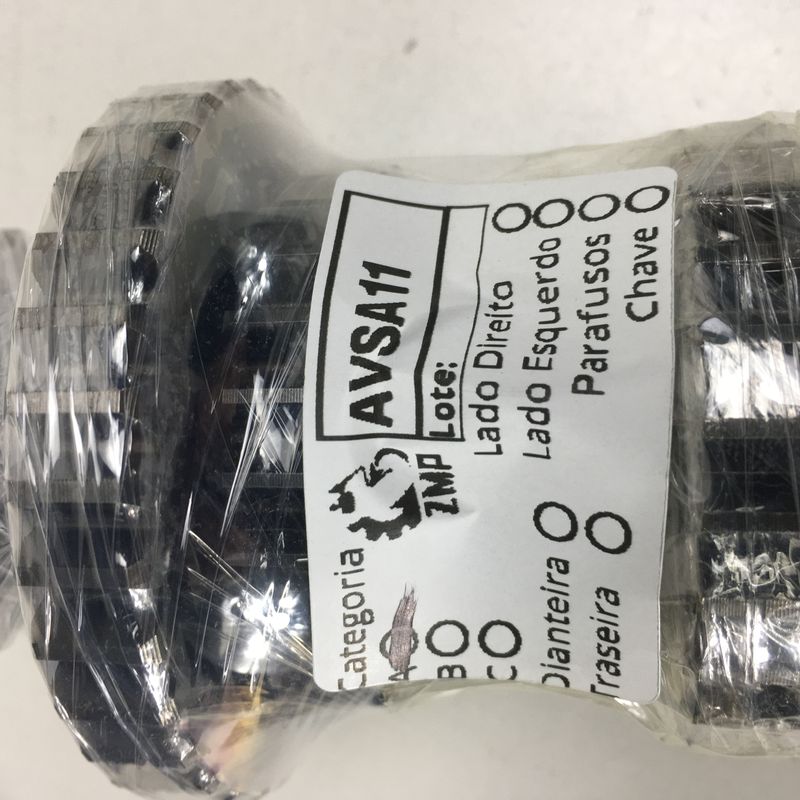 Categoria
A
B
C
Dianteira
Traseira
ZMP
AVSA11
Lote:
Lado Direito
Lado Esquerdo
Parafusos
Chave